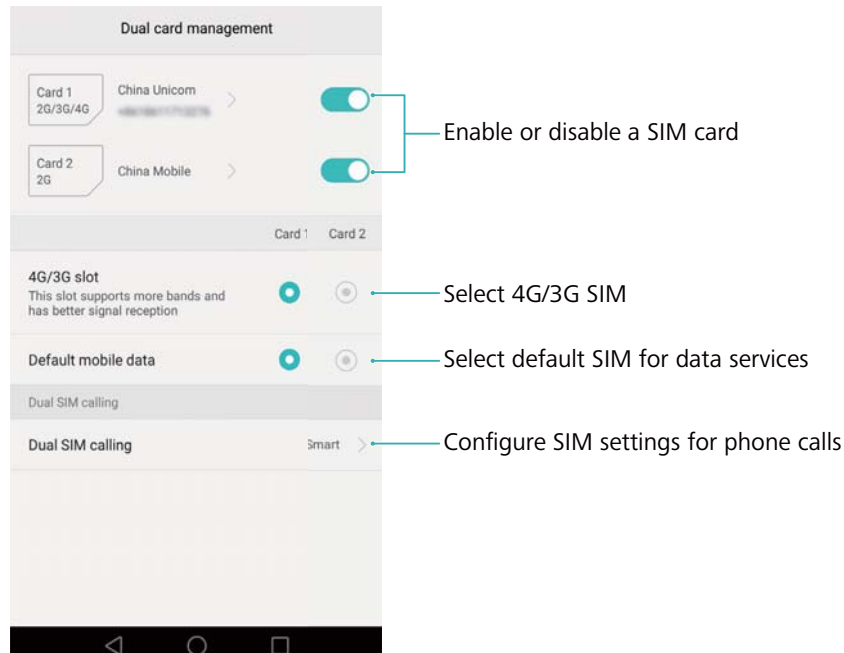 Dual card management
Card 1
2G/3G/4G
China Unicom
Enable or disable a SIM card
Card 2
2G
China Mobile
Card 1 Card 2
4G/3G slot
This slot supports more bands and
has better signal reception
Select 4G/3G SIM
Default mobile data
Select default SIM for data services
Dual SIM calling
Dual SIM calling
Smart
Configure SIM settings for phone calls